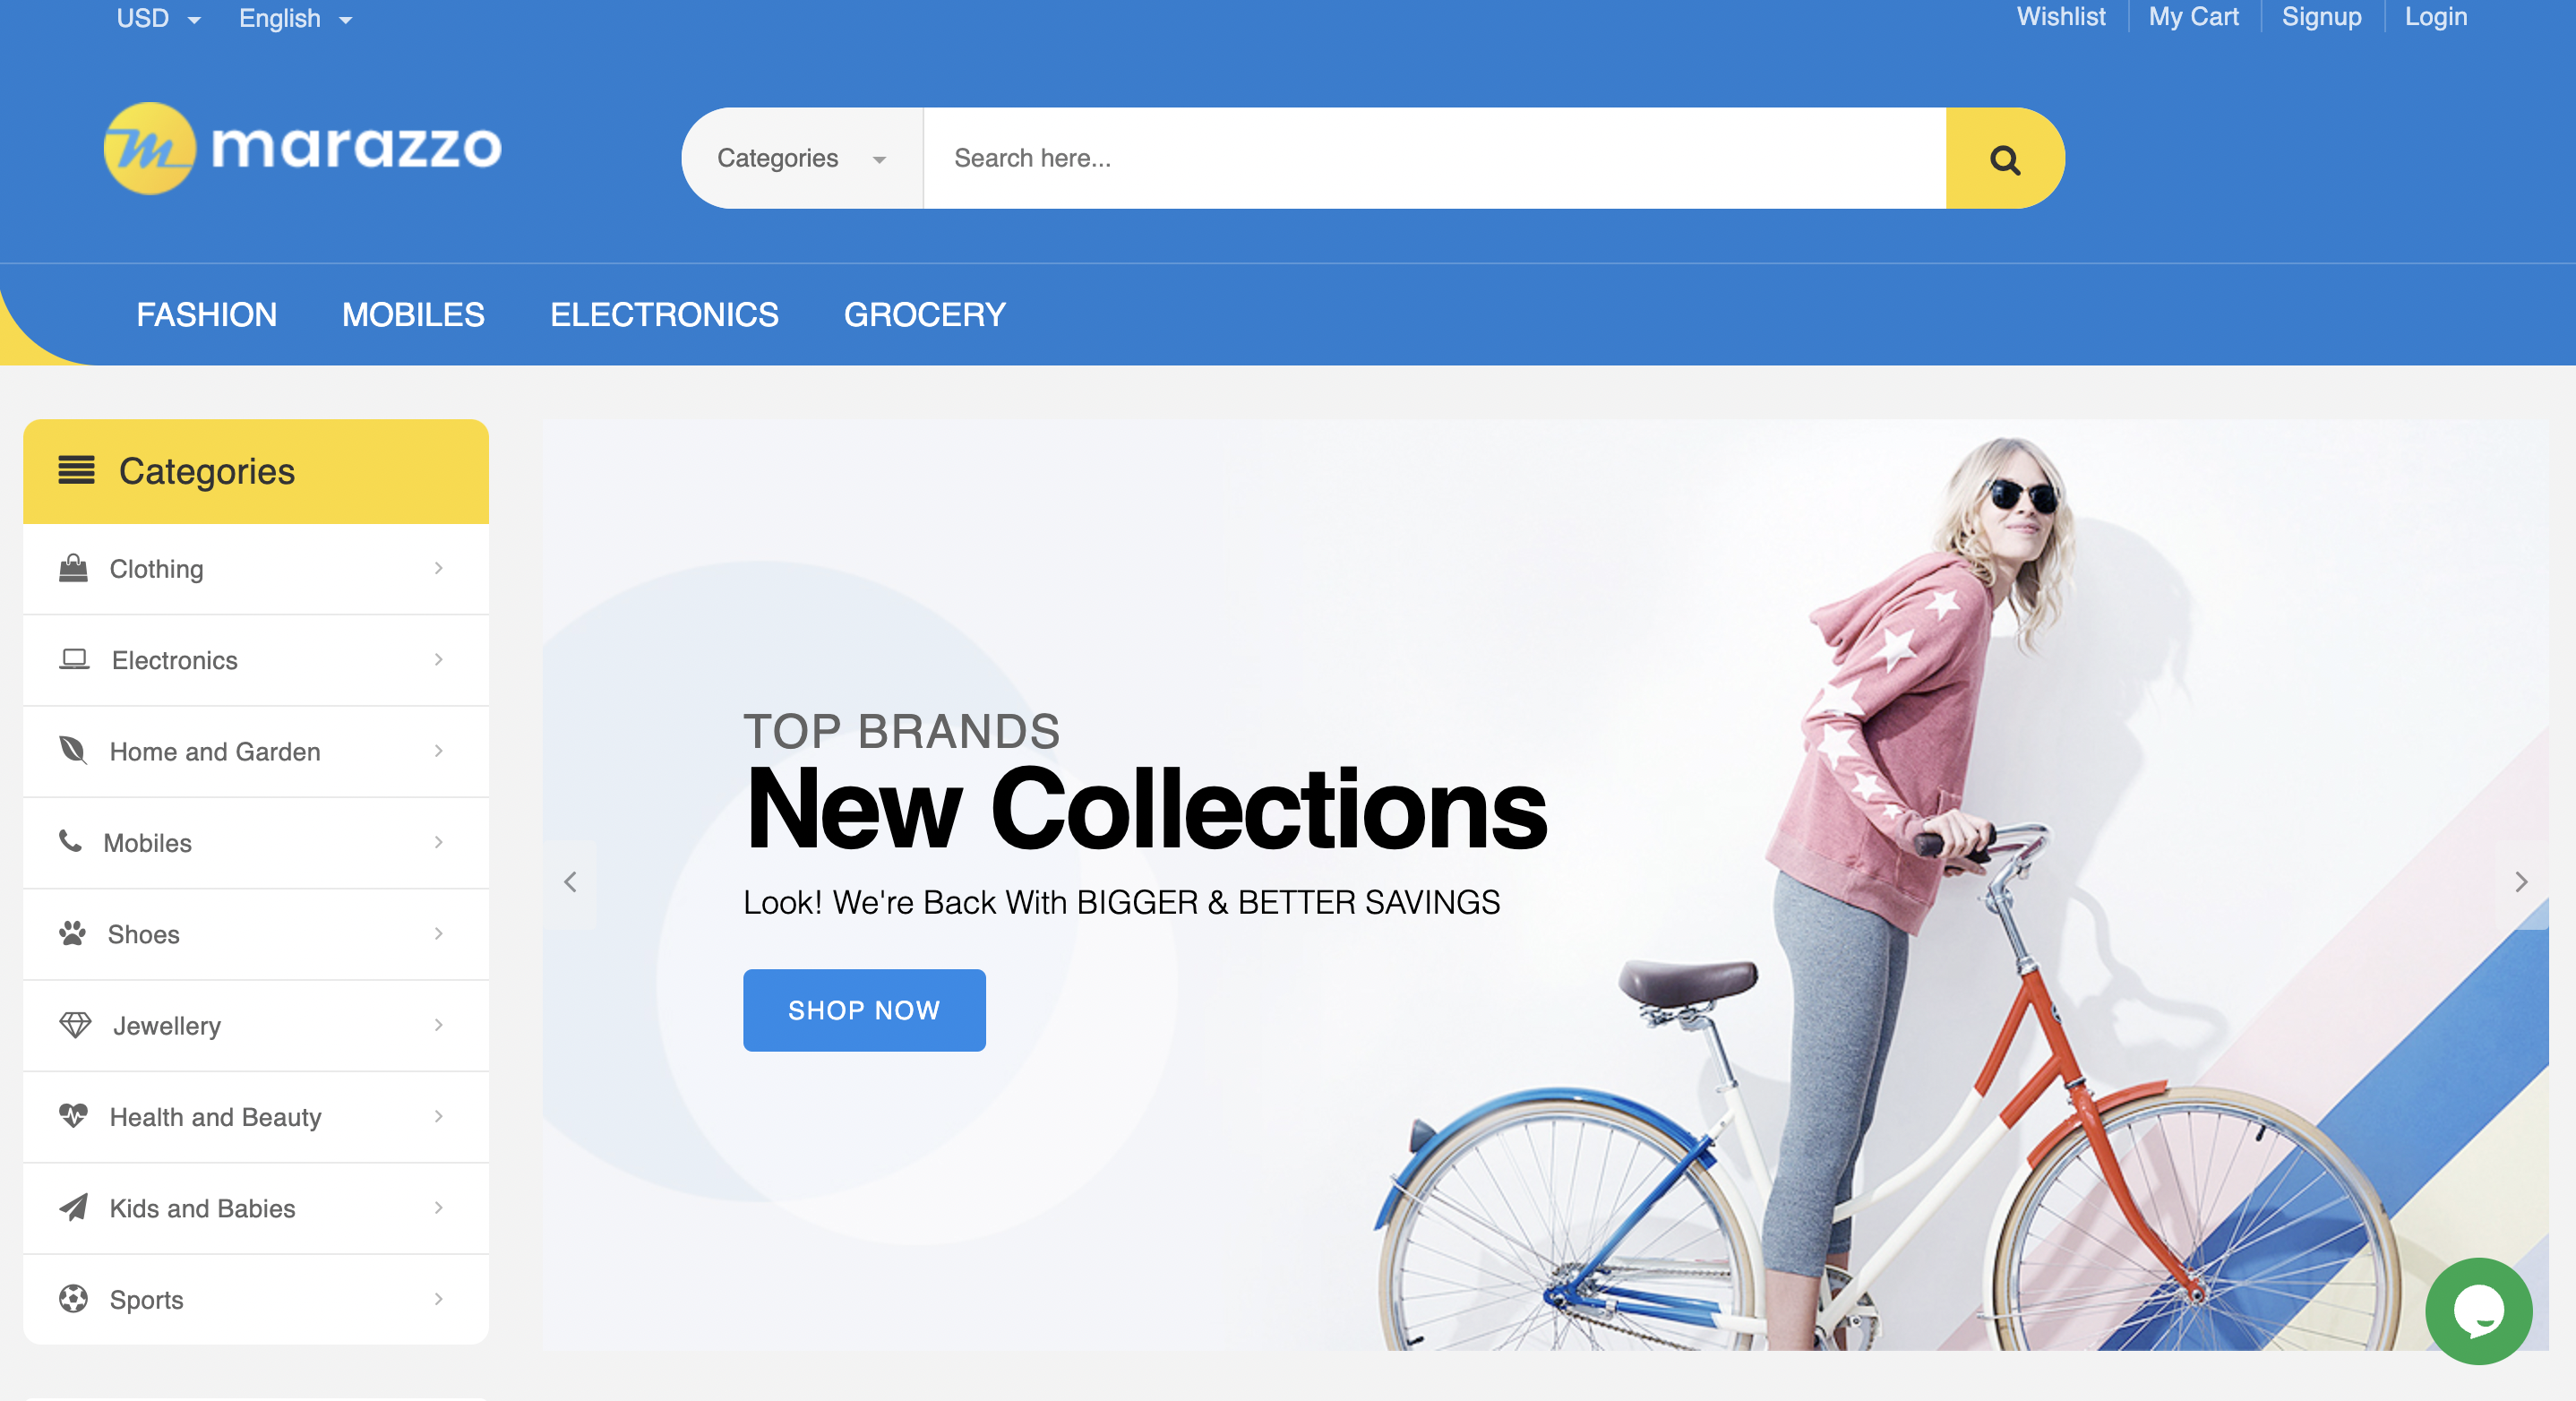 USD English Wishlist My Cart Signup Login
m marazzo
Categories Search here...
FASHION MOBILES ELECTRONICS GROCERY
Categories
Clothing
Electronics
Home and Garden
Mobiles
Shoes
Jewellery
Health and Beauty
Kids and Babies
Sports
TOP BRANDS
New Collections
Look! We're Back With BIGGER & BETTER SAVINGS
SHOP NOW